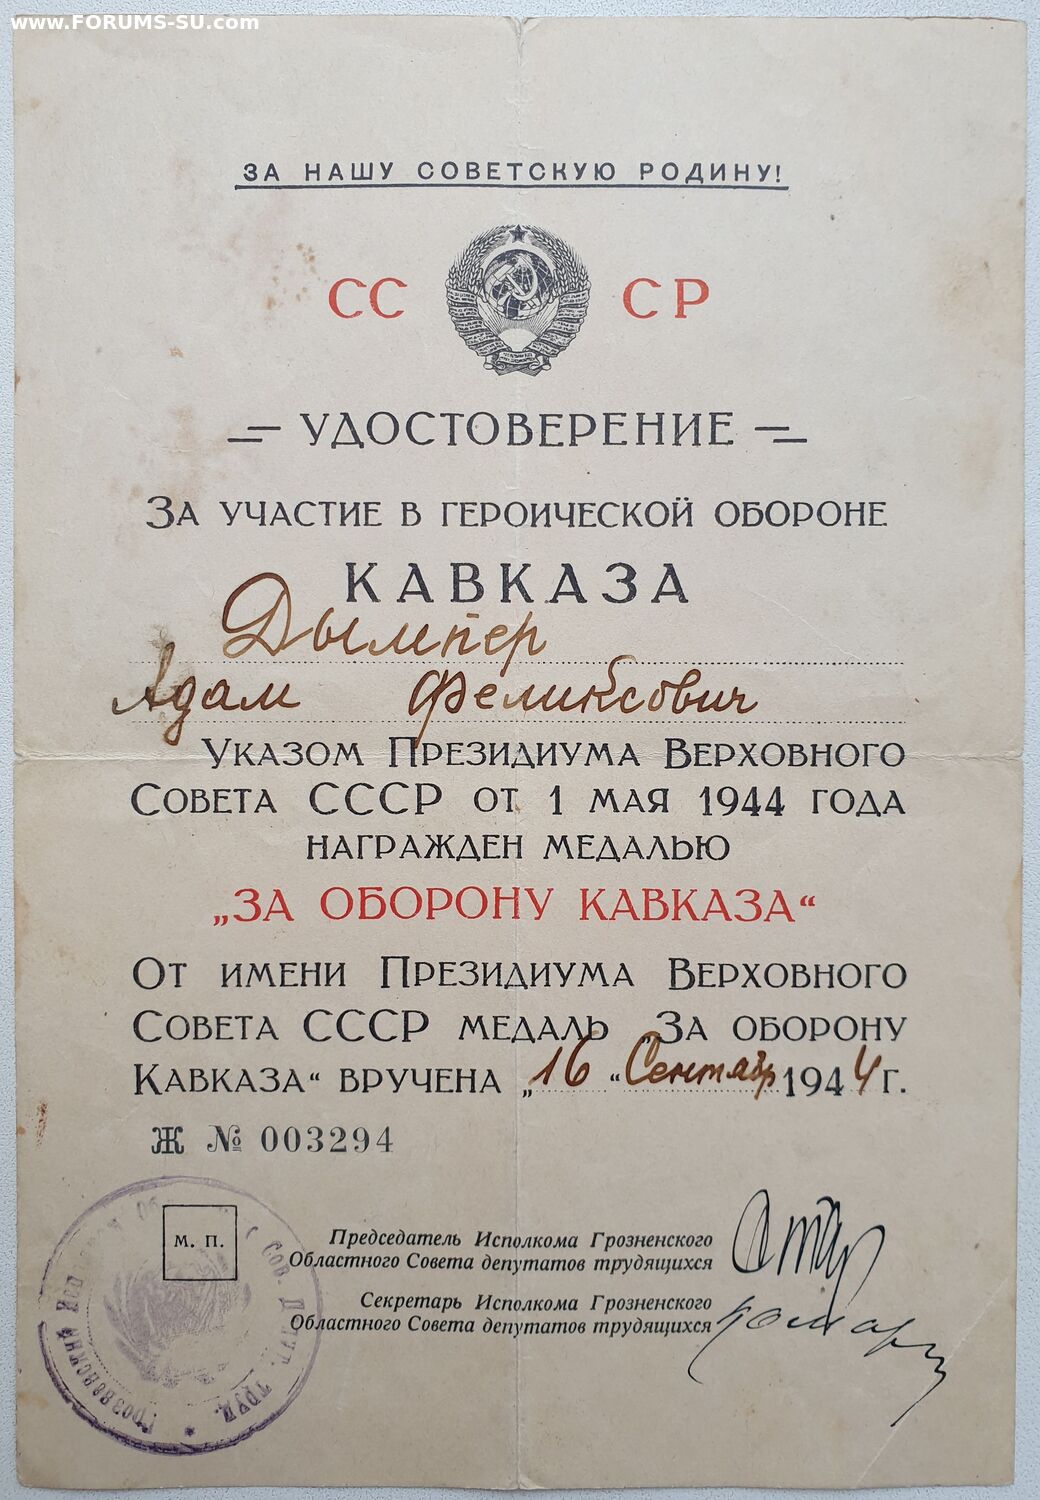 www.FORUMS-SU.com
ЗА НАШУ СОВЕТСКУЮ РОДИНУ!
СС СР
УДОСТОВЕРЕНИЕ
ЗА УЧАСТИЕ В ГЕРОИЧЕСКОЙ ОБОРОНЕ
КАВКАЗА
Дымпер
Адам Феликсович
УКАЗОМ ПРЕЗИДИУМА ВЕРХОВНОГО
СОВЕТА СССР ОТ 1 МАЯ 1944 ГОДА
НАГРАЖДЕН МЕДАЛЬЮ
„ЗА ОБОРОНУ КАВКАЗА“
ОТ ИМЕНИ ПРЕЗИДИУМА ВЕРХОВНОГО
СОВЕТА СССР МЕДАЛЬ „ЗА ОБОРОНУ
КАВКАЗА“ ВРУЧЕНА „16“ Сентябр 1944 Г.
Ж № 003294
М. П.
Председатель Исполкома Грозненского
Областного Совета депутатов трудящихся
Секретарь Исполкома Грозненского
Областного Совета депутатов трудящихся